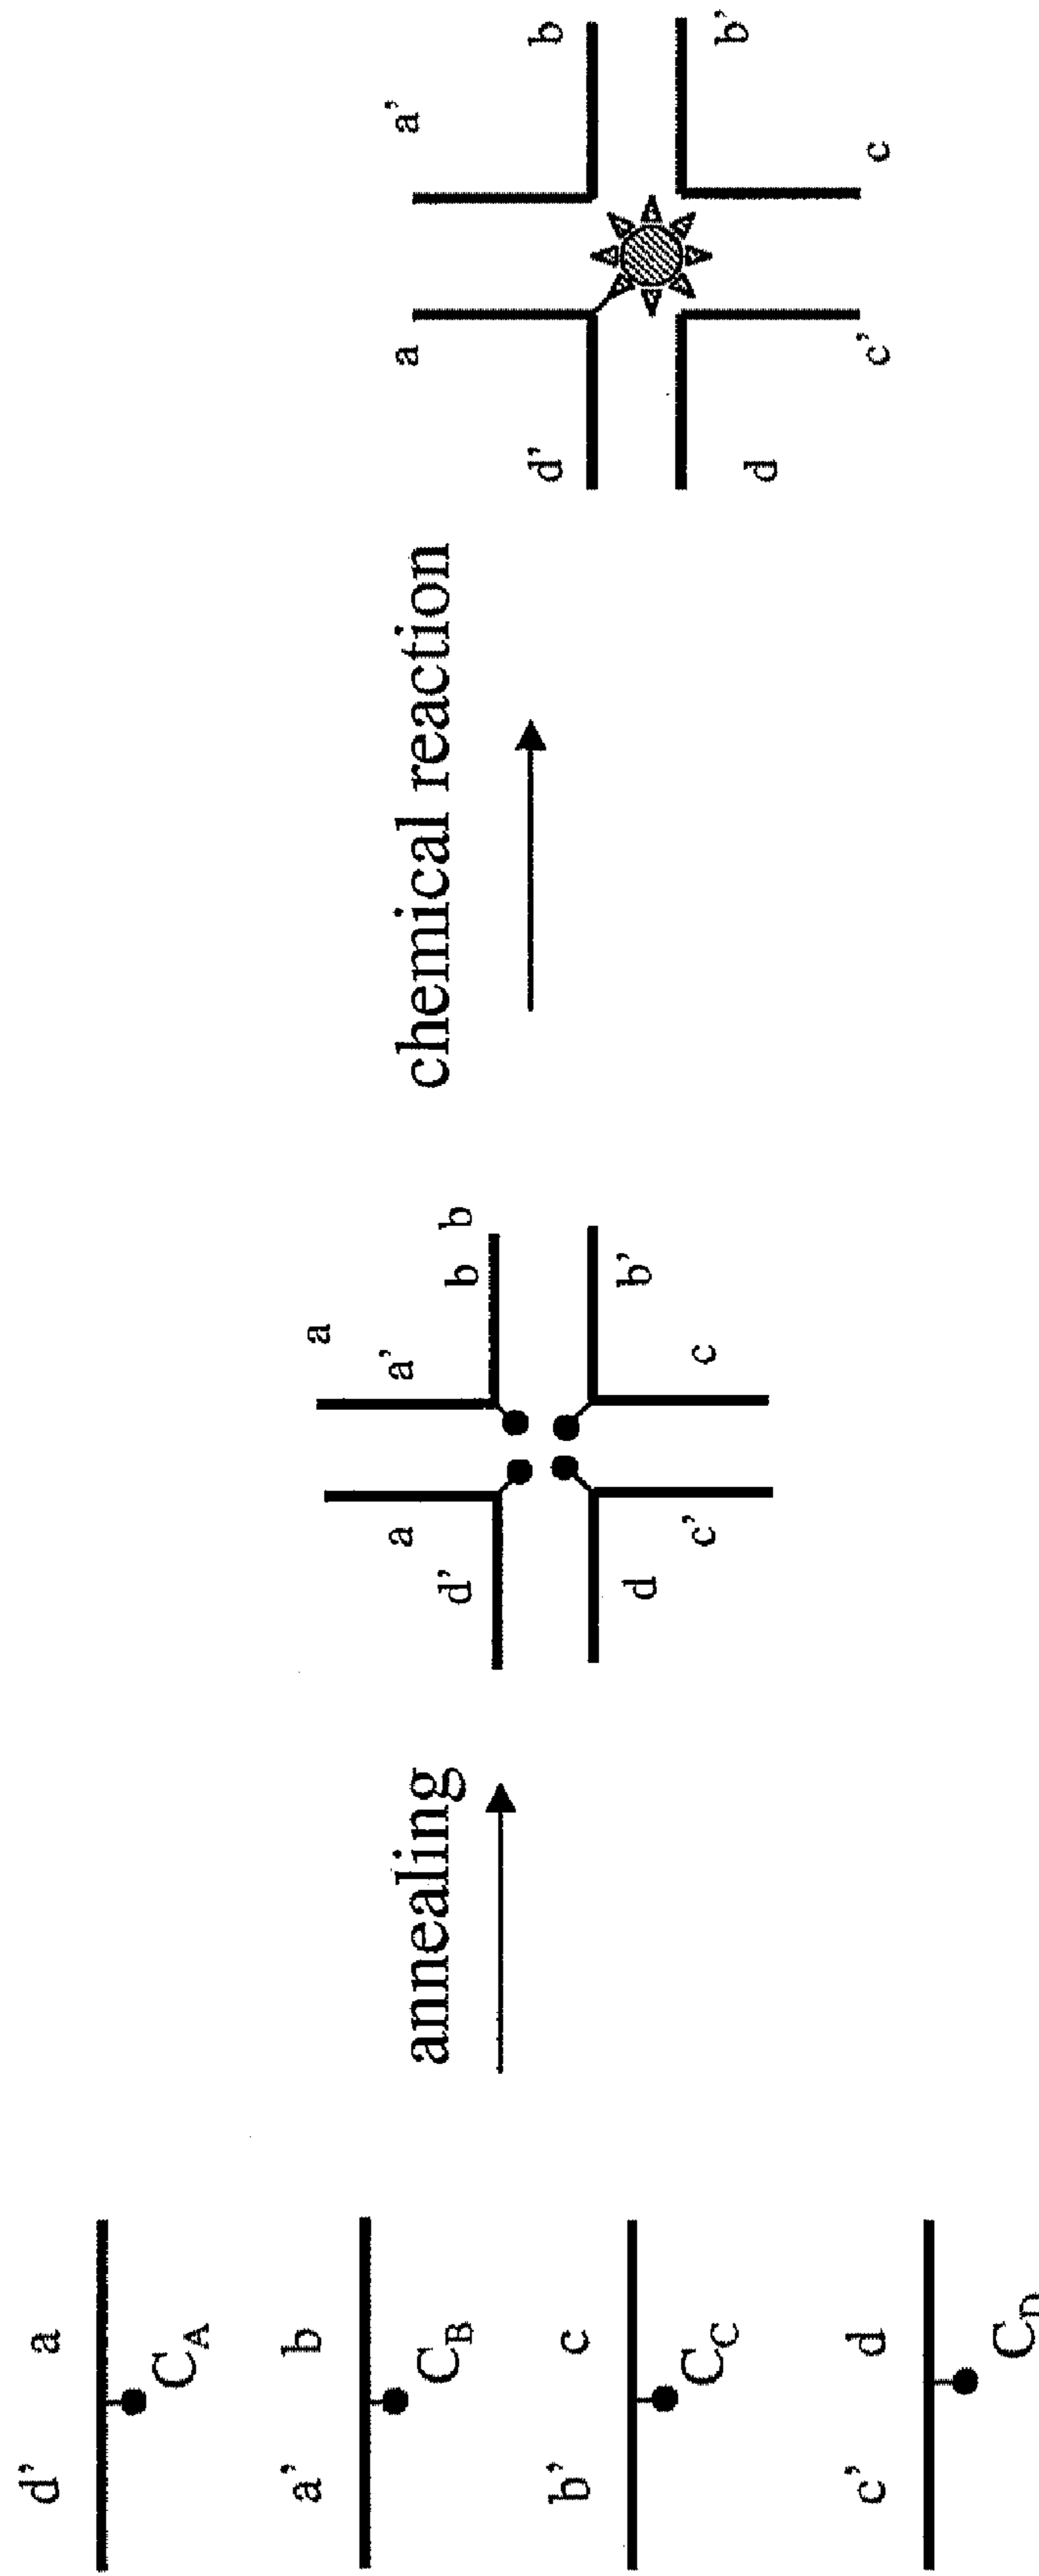 d' a
C_A
a' b
C_B
b' c
C_C
c' d
C_D
annealing
a
a a' b b
d'
d b'
c' c
chemical reaction
a a'
d' b
d b'
c' c